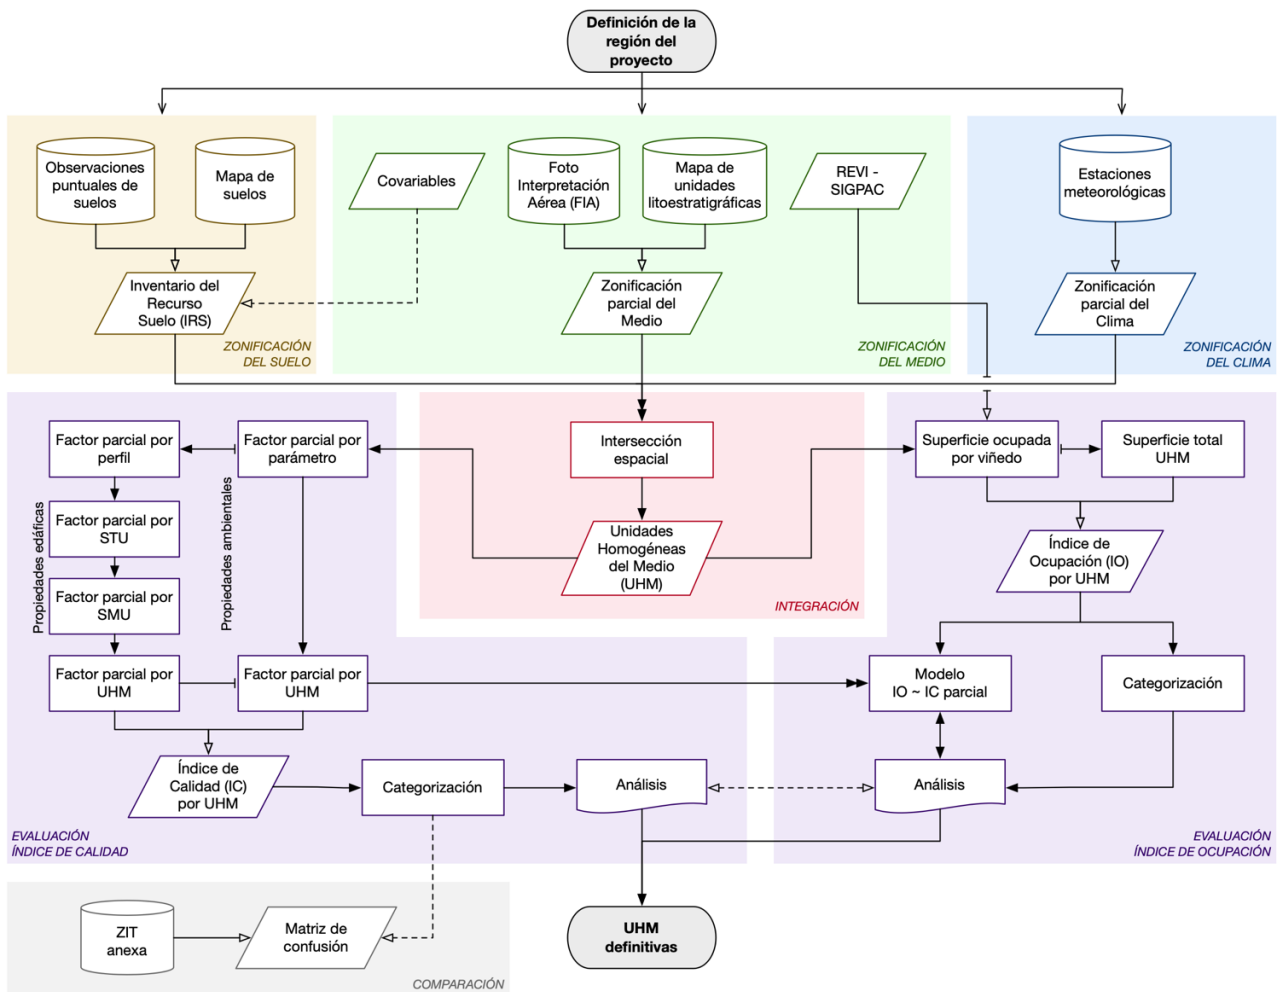 Definición de la
región del
proyecto
Observaciones
puntuales de
suelos
Mapa de
suelos
Inventario del
Recurso
Suelo (IRS)
ZONIFICACIÓN
DEL SUELO
Covariables
Foto
Interpretación
Aérea (FIA)
Mapa de
unidades
litoestratigráficas
REVI -
SIGPAC
Zonificación
parcial del
Medio
ZONIFICACIÓN
DEL MEDIO
Estaciones
meteorológicas
Zonificación
parcial del
Clima
ZONIFICACIÓN
DEL CLIMA
Factor parcial por
perfil
Factor parcial por
parámetro
Propiedades edáficas
Propiedades ambientales
Factor parcial por
STU
Factor parcial por
SMU
Factor parcial por
UHM
Factor parcial por
UHM
Índice de
Calidad (IC)
por UHM
Categorización
Análisis
EVALUACIÓN
ÍNDICE DE CALIDAD
Intersección
espacial
Unidades
Homogéneas
del Medio
(UHM)
INTEGRACIÓN
Superficie ocupada
por viñedo
Superficie total
UHM
Índice de
Ocupación (IO)
por UHM
Modelo
IO ~ IC parcial
Categorización
Análisis
EVALUACIÓN
ÍNDICE DE OCUPACIÓN
ZIT
anexa
Matriz de
confusión
COMPARACIÓN
UHM
definitivas